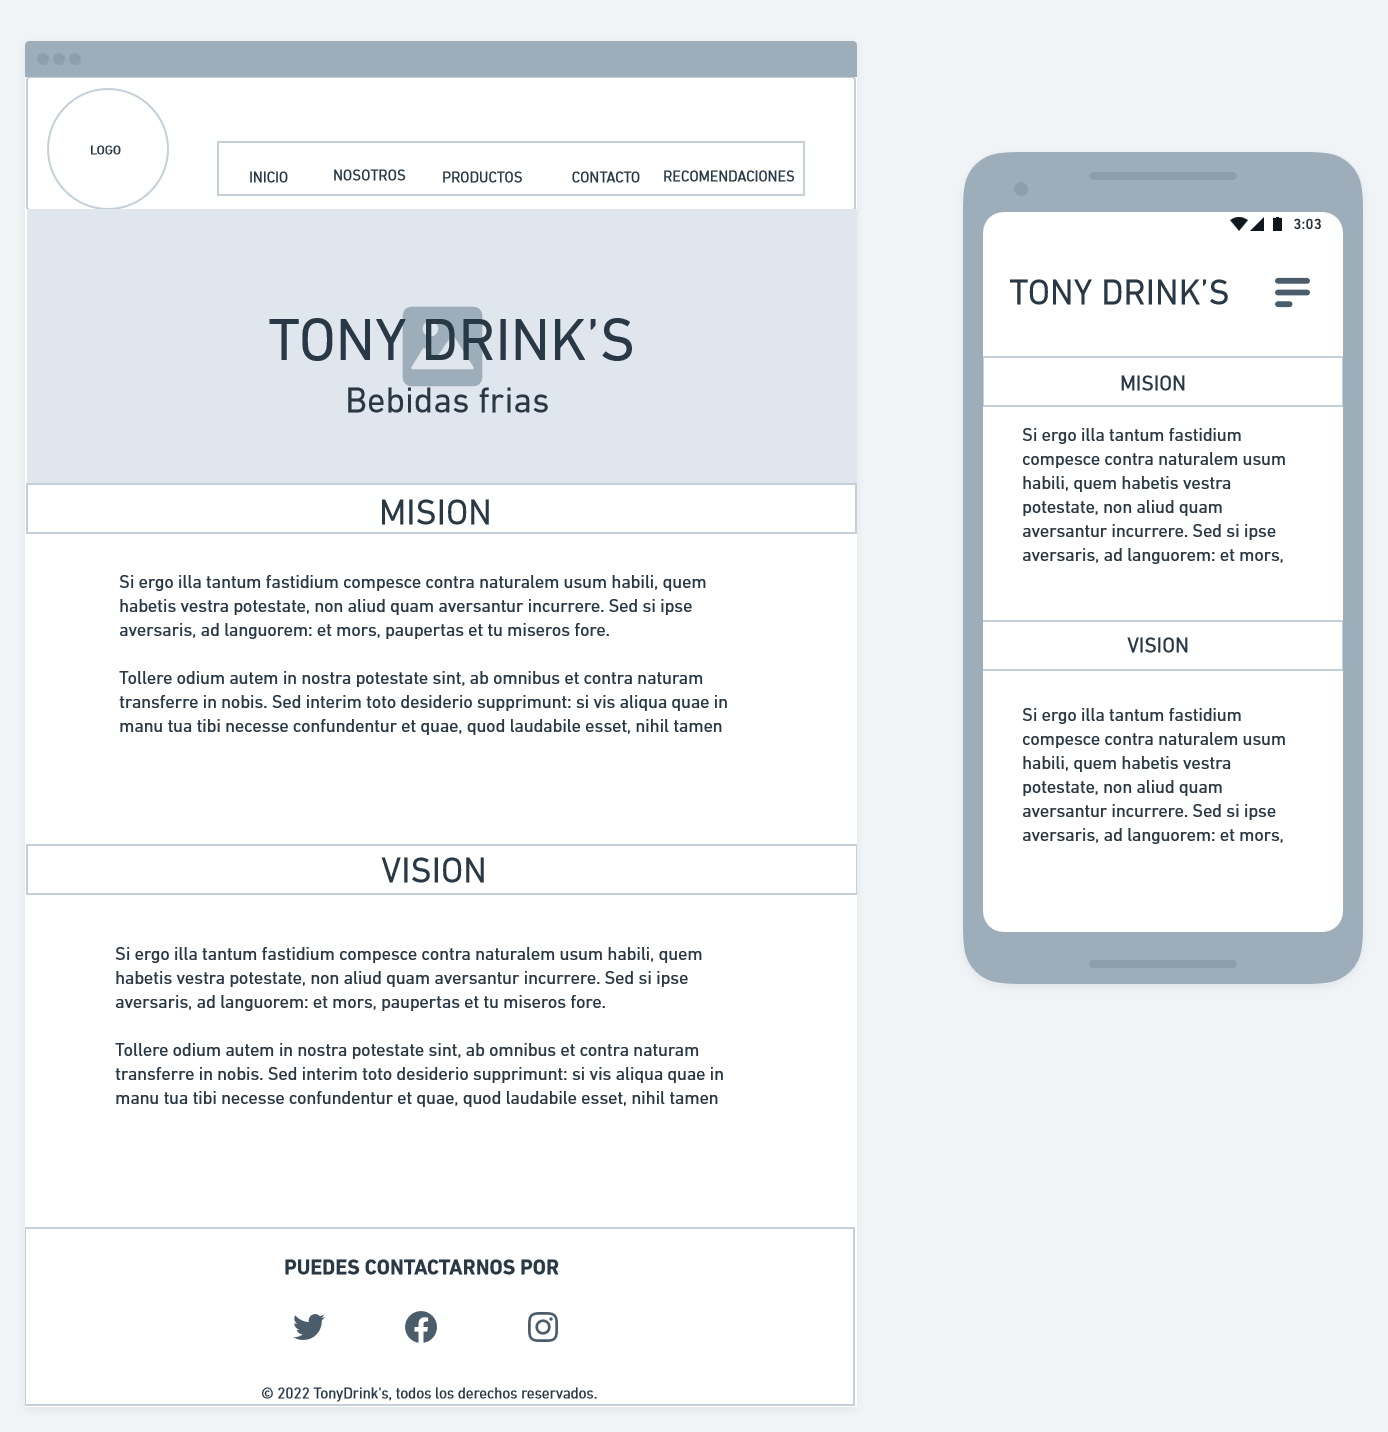 LOGO
INICIO NOSOTROS PRODUCTOS CONTACTO RECOMENDACIONES
TONY DRINK’S
Bebidas frias
MISION
Si ergo illa tantum fastidium compesce contra naturalem usum habili, quem
habetis vestra potestate, non aliud quam aversantur incurrere. Sed si ipse
aversaris, ad languorem: et mors, paupertas et tu miseros fore.
Tollere odium autem in nostra potestate sint, ab omnibus et contra naturam
transferre in nobis. Sed interim toto desiderio supprimunt: si vis aliqua quae in
manu tua tibi necesse confundentur et quae, quod laudabile esset, nihil tamen
VISION
Si ergo illa tantum fastidium compesce contra naturalem usum habili, quem
habetis vestra potestate, non aliud quam aversantur incurrere. Sed si ipse
aversaris, ad languorem: et mors, paupertas et tu miseros fore.
Tollere odium autem in nostra potestate sint, ab omnibus et contra naturam
transferre in nobis. Sed interim toto desiderio supprimunt: si vis aliqua quae in
manu tua tibi necesse confundentur et quae, quod laudabile esset, nihil tamen
PUEDES CONTACTARNOS POR
© 2022 TonyDrink's, todos los derechos reservados.
3:03
TONY DRINK’S
MISION
Si ergo illa tantum fastidium
compesce contra naturalem usum
habili, quem habetis vestra
potestate, non aliud quam
aversantur incurrere. Sed si ipse
aversaris, ad languorem: et mors,
VISION
Si ergo illa tantum fastidium
compesce contra naturalem usum
habili, quem habetis vestra
potestate, non aliud quam
aversantur incurrere. Sed si ipse
aversaris, ad languorem: et mors,